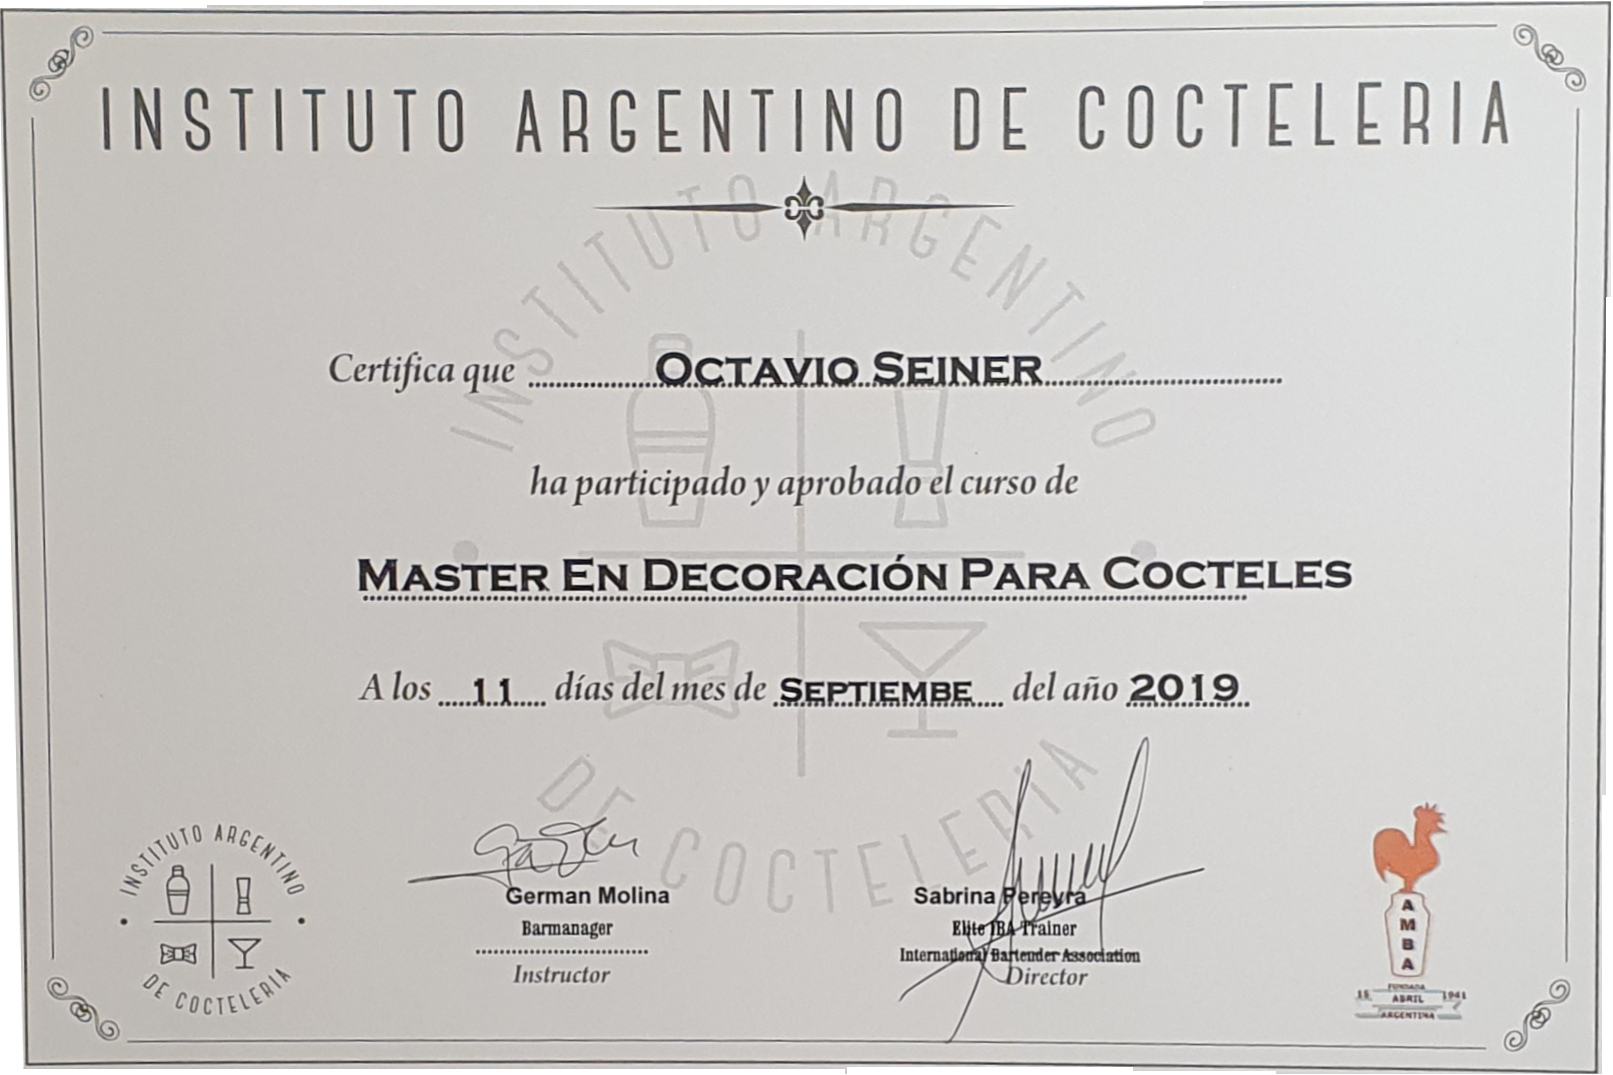 INSTITUTO ARGENTINO DE COCTELERIA
INSTITUTO ARGENTINO
Certifica que OCTAVIO SEINER
ha participado y aprobado el curso de
MASTER EN DECORACIÓN PARA COCTELES
A los 11 días del mes de SEPTIEMBE del año 2019
DE COCTELERÍA
German Molina
Barmanager
Instructor
Sabrina Pereyra
Elite IBA Trainer
International Bartender Association
Director
INSTITUTO ARGENTINO
DE COCTELERIA
AMBA
FUNDADA
15 ABRIL 1941
ARGENTINA